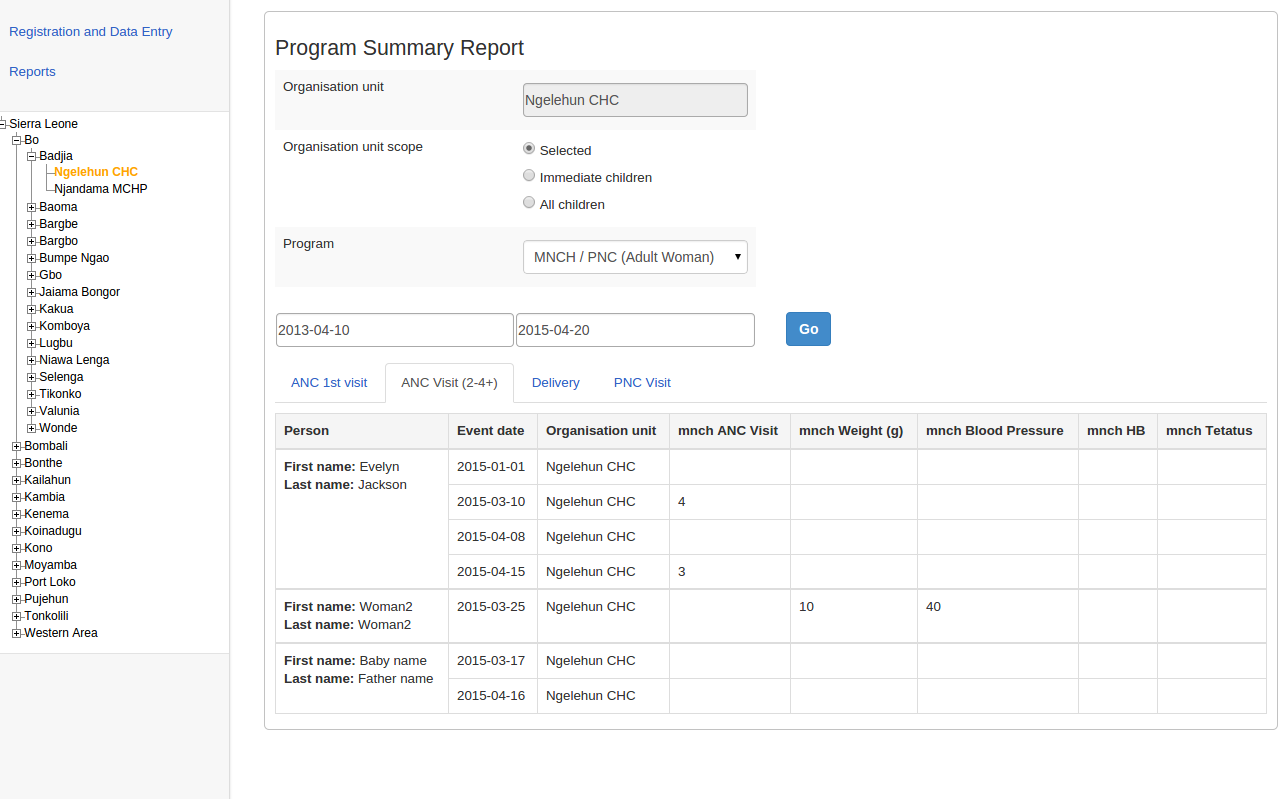 Registration and Data Entry
Reports
Sierra Leone
Bo
Badjia
Ngelehun CHC
Njandama MCHP
Baoma
Bargbe
Bargbo
Bumpe Ngao
Gbo
Jaiama Bongor
Kakua
Komboya
Lugbu
Niawa Lenga
Selenga
Tikonko
Valunia
Wonde
Bombali
Bonthe
Kailahun
Kambia
Kenema
Koinadugu
Kono
Moyamba
Port Loko
Pujehun
Tonkolili
Western Area
Program Summary Report
Organisation unit Ngelehun CHC
Organisation unit scope Selected
Immediate children
All children
Program MNCH / PNC (Adult Woman)
2013-04-10 2015-04-20 Go
ANC 1st visit ANC Visit (2-4+) Delivery PNC Visit
Person Event date Organisation unit mnch ANC Visit mnch Weight (g) mnch Blood Pressure mnch HB mnch Tetatus
First name: Evelyn 2015-01-01 Ngelehun CHC
Last name: Jackson
2015-03-10 Ngelehun CHC 4
2015-04-08 Ngelehun CHC
2015-04-15 Ngelehun CHC 3
First name: Woman2 2015-03-25 Ngelehun CHC 10 40
Last name: Woman2
First name: Baby name 2015-03-17 Ngelehun CHC
Last name: Father name
2015-04-16 Ngelehun CHC